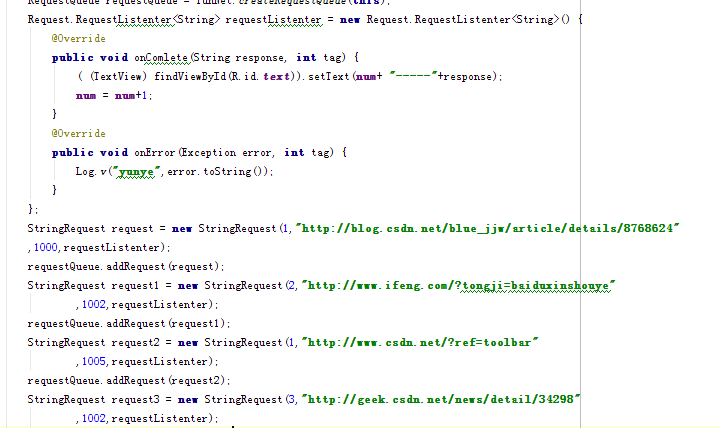 RequestQueue requestQueue = Tunnel.createRequestQueue(this);
Request.RequestListenter<String> requestListenter = new Request.RequestListenter<String>() {
@Override
public void onComlete(String response, int tag) {
( (TextView) findViewById(R.id.text)).setText(num+ "-----"+response);
num = num+1;
}
@Override
public void onError(Exception error, int tag) {
Log.v("yunye",error.toString());
}
};
StringRequest request = new StringRequest(1,"http://blog.csdn.net/blue_jjw/article/details/8768624"
,1000,requestListenter);
requestQueue.addRequest(request);
StringRequest request1 = new StringRequest(2,"http://www.ifeng.com/?tongji=baiduxinshouye"
,1002,requestListenter);
requestQueue.addRequest(request1);
StringRequest request2 = new StringRequest(1,"http://www.csdn.net/?ref=toolbar"
,1005,requestListenter);
requestQueue.addRequest(request2);
StringRequest request3 = new StringRequest(3,"http://geek.csdn.net/news/detail/34298"
,1002,requestListenter);